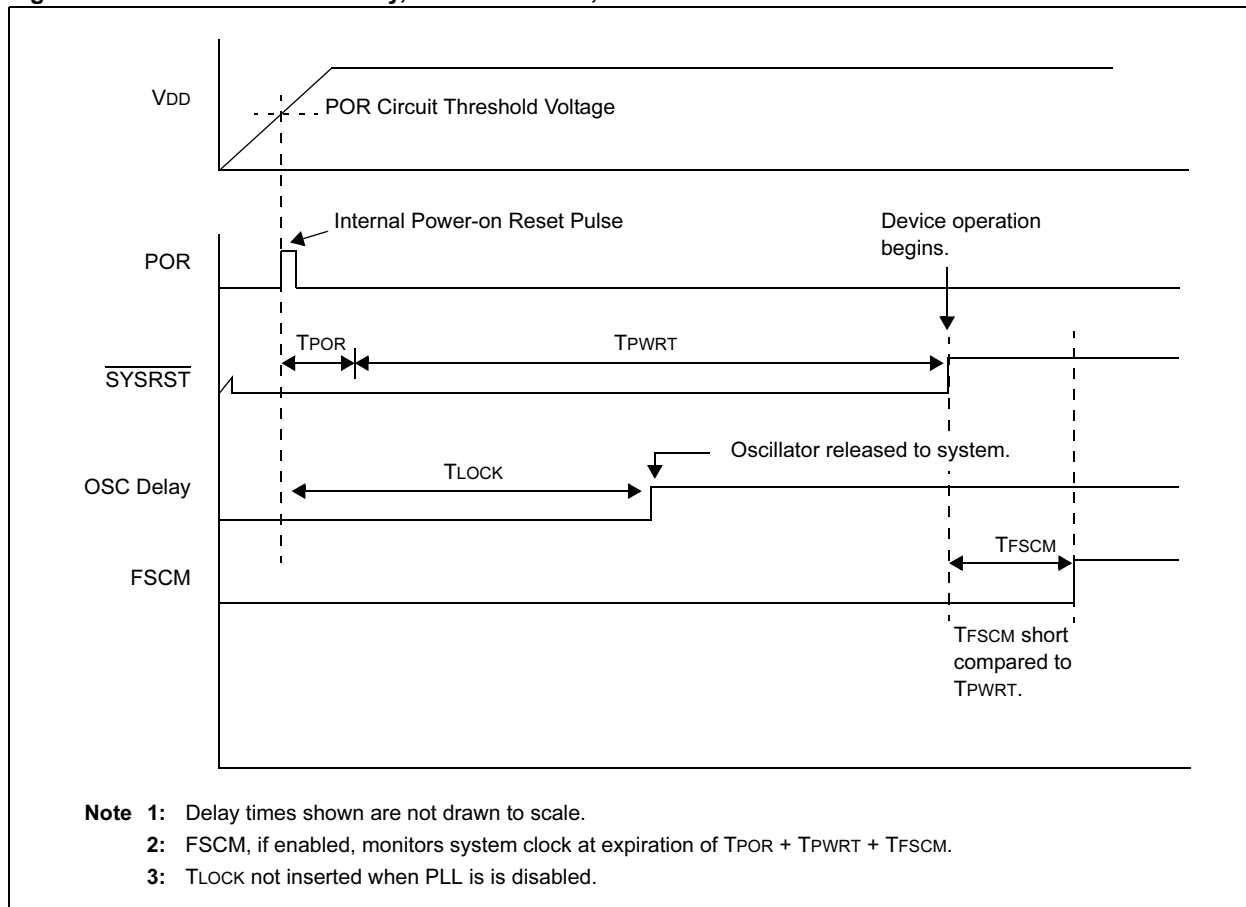 VDD
POR Circuit Threshold Voltage
Internal Power-on Reset Pulse
Device operation
begins.
POR
TPOR
TPWRT
SYSRST
Oscillator released to system.
TLOCK
OSC Delay
TFSCM
FSCM
TFSCM short
compared to
TPWRT.
Note 1: Delay times shown are not drawn to scale.
2: FSCM, if enabled, monitors system clock at expiration of TPOR + TPWRT + TFSCM.
3: TLOCK not inserted when PLL is is disabled.